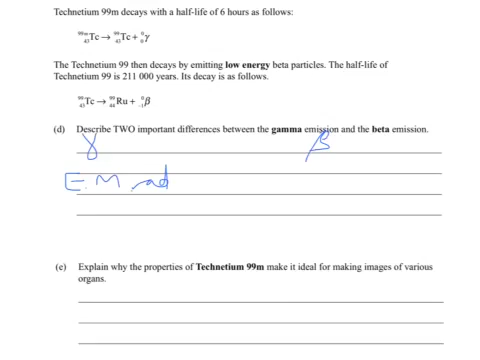 Technetium 99m decays with a half-life of 6 hours as follows:
⁹⁹ᵐ₄₃Tc → ⁹⁹₄₃Tc + ⁰₀γ
The Technetium 99 then decays by emitting low energy beta particles. The half-life of
Technetium 99 is 211 000 years. Its decay is as follows.
⁹⁹₄₃Tc → ⁹⁹₄₄Ru + ⁰₋₁β
(d) Describe TWO important differences between the gamma emission and the beta emission.
γ β
E.M rad
(e) Explain why the properties of Technetium 99m make it ideal for making images of various
organs.